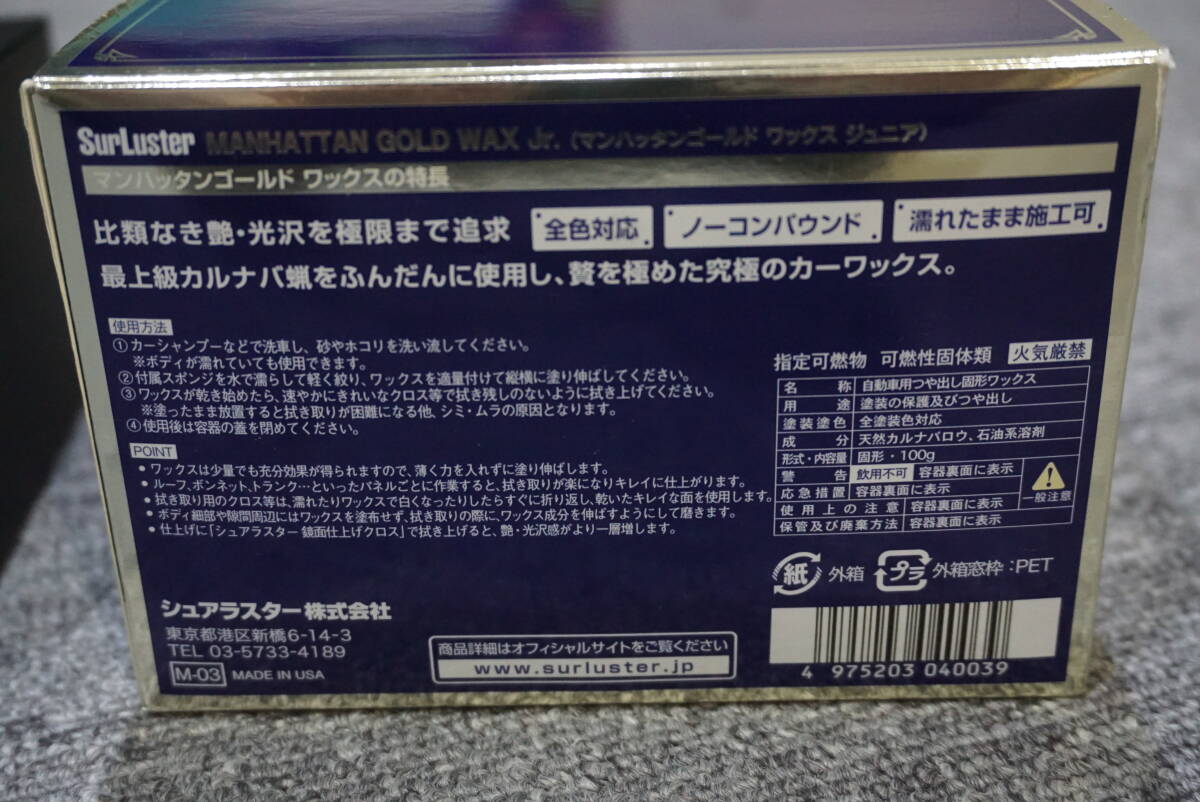 SurLuster MANHATTAN GOLD WAX Jr. (マンハッタンゴールド ワックス ジュニア)
マンハッタンゴールド ワックスの特長
比類なき艶・光沢を極限まで追求 全色対応 ノーコンパウンド 濡れたまま施工可
最上級カルナバ蝋をふんだんに使用し、贅を極めた究極のカーワックス。
使用方法
①カーシャンプーなどで洗車し、砂やホコリを洗い流してください。
※ボディが濡れていても使用できます。
②付属スポンジを水で濡らして軽く絞り、ワックスを適量付けて縦横に塗り伸ばしてください。
③ワックスが乾き始めたら、速やかにきれいなクロス等で拭き残しのないように拭き上げてください。
※塗ったまま放置すると拭き取りが困難になる他、シミ・ムラの原因となります。
④使用後は容器の蓋を閉めてください。
POINT
• ワックスは少量でも充分効果が得られますので、薄く力を入れずに塗り伸ばします。
• ルーフ、ボンネット、トランク…といったパネルごとに作業すると、拭き取りが楽になりキレイに仕上がります。
• 拭き取り用のクロス等は、濡れたりワックスで白くなったりしたらすぐに折り返し、乾いたキレイな面を使用します。
• ボディ細部や隙間周辺にはワックスを塗布せず、拭き取りの際に、ワックス成分を伸ばすようにして磨きます。
• 仕上げに「シュアラスター 鏡面仕上げクロス」で拭き上げると、艶・光沢感がより一層増します。
シュアラスター株式会社
東京都港区新橋6-14-3
TEL 03-5733-4189
M-03 MADE IN USA
商品詳細はオフィシャルサイトをご覧ください
www.surluster.jp
指定可燃物 可燃性固体類 火気厳禁
名称 自動車用つや出し固形ワックス
用途 塗装の保護及びつや出し
塗装塗色 全塗装色対応
成分 天然カルナバロウ、石油系溶剤
形式・内容量 固形・100g
警告 飲用不可 容器裏面に表示
応急措置 容器裏面に表示
使用上の注意 容器裏面に表示
保管及び廃棄方法 容器裏面に表示
一般注意
紙 外箱 プラ 外箱窓枠：PET
4 975203 040039